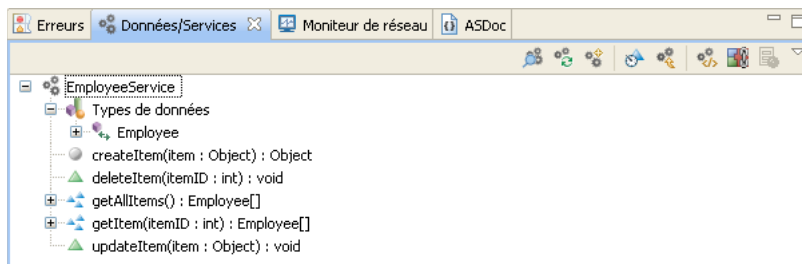 Erreurs Données/Services Moniteur de réseau ASDoc
EmployeeService
Types de données
Employee
createItem(item : Object) : Object
deleteItem(itemID : int) : void
getAllItems() : Employee[]
getItem(itemID : int) : Employee[]
updateItem(item : Object) : void